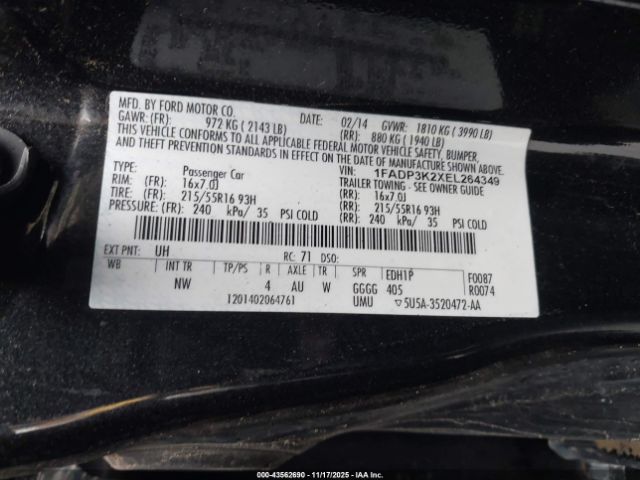 MFD. BY FORD MOTOR CO. DATE: 02/14 GVWR: 1810 KG ( 3990 LB)
GAWR: (FR): 972 KG ( 2143 LB) (RR): 880 KG ( 1940 LB)
THIS VEHICLE CONFORMS TO ALL APPLICABLE FEDERAL MOTOR VEHICLE SAFETY, BUMPER,
AND THEFT PREVENTION STANDARDS IN EFFECT ON THE DATE OF MANUFACTURE SHOWN ABOVE.
VIN: 1FADP3K2XEL264349
TYPE: Passenger Car TRAILER TOWING - SEE OWNER GUIDE
RIM: (FR): 16x7.0J (RR): 16x7.0J
TIRE: (FR): 215/55R16 93H (RR): 215/55R16 93H
PRESSURE: (FR): 240 kPa/ 35 PSI COLD (RR): 240 kPa/ 35 PSI COLD
EXT PNT: UH RC: 71 DSO: EDH1P F0087
WB INT TR TP/PS R AXLE TR SPR GGGG 405 R0074
NW 4 AU W UMU ▽5U5A-3520472-AA
1201402064761
000-43562690 - 11/17/2025 - IAAI.CA